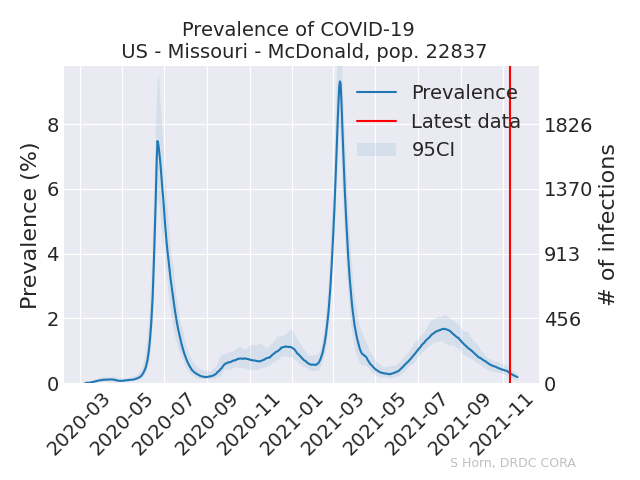 Prevalence of COVID-19
US - Missouri - McDonald, pop. 22837
Prevalence
Latest data
95CI
Prevalence (%)
8
6
4
2
0
1826
1370
913
456
0
# of infections
2020-03
2020-05
2020-07
2020-09
2020-11
2021-01
2021-03
2021-05
2021-07
2021-09
2021-11
S Horn, DRDC CORA